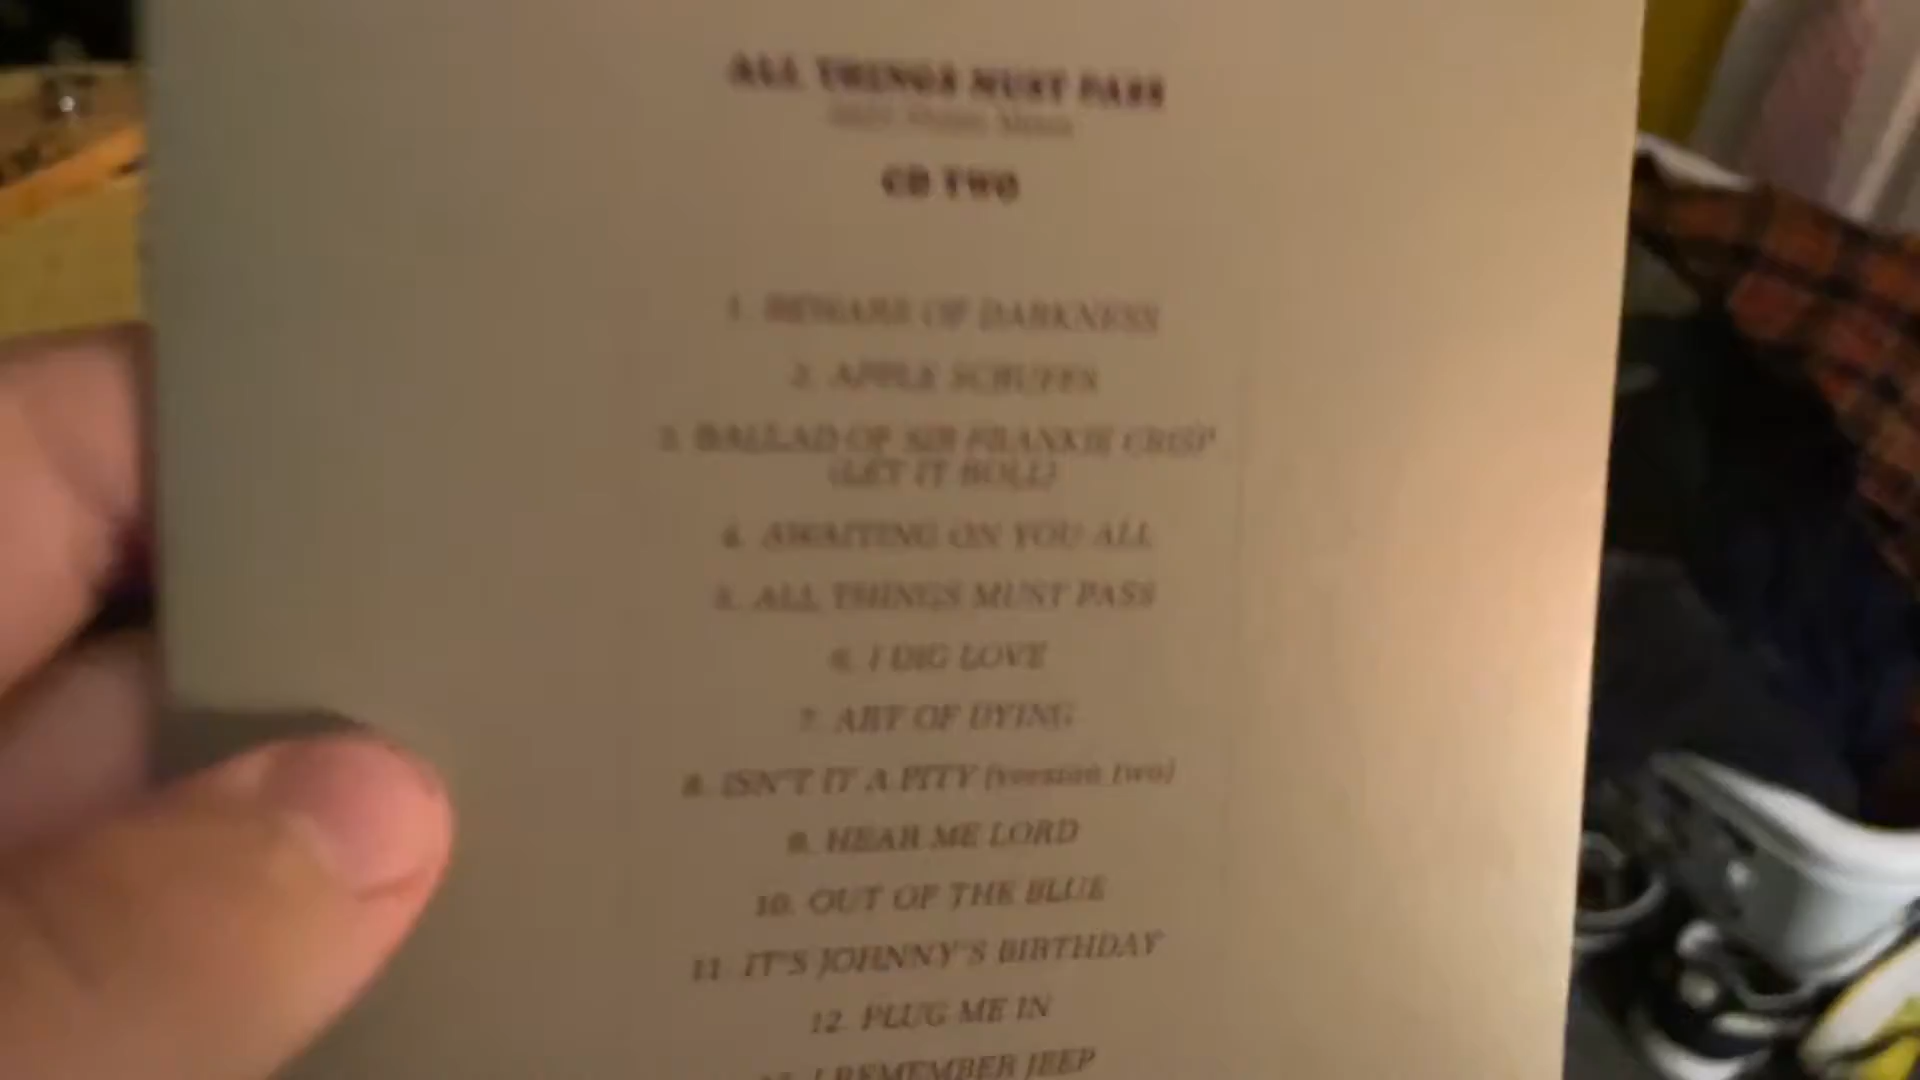 ALL THINGS MUST PASS
CD TWO
1. BEWARE OF DARKNESS
2. APPLE SCRUFFS
3. BALLAD OF SIR FRANKIE CRISP
(LET IT ROLL)
4. AWAITING ON YOU ALL
5. ALL THINGS MUST PASS
6. I DIG LOVE
7. ART OF DYING
8. ISN'T IT A PITY (version two)
9. HEAR ME LORD
10. OUT OF THE BLUE
11. IT'S JOHNNY'S BIRTHDAY
12. PLUG ME IN
13. I REMEMBER JEEP